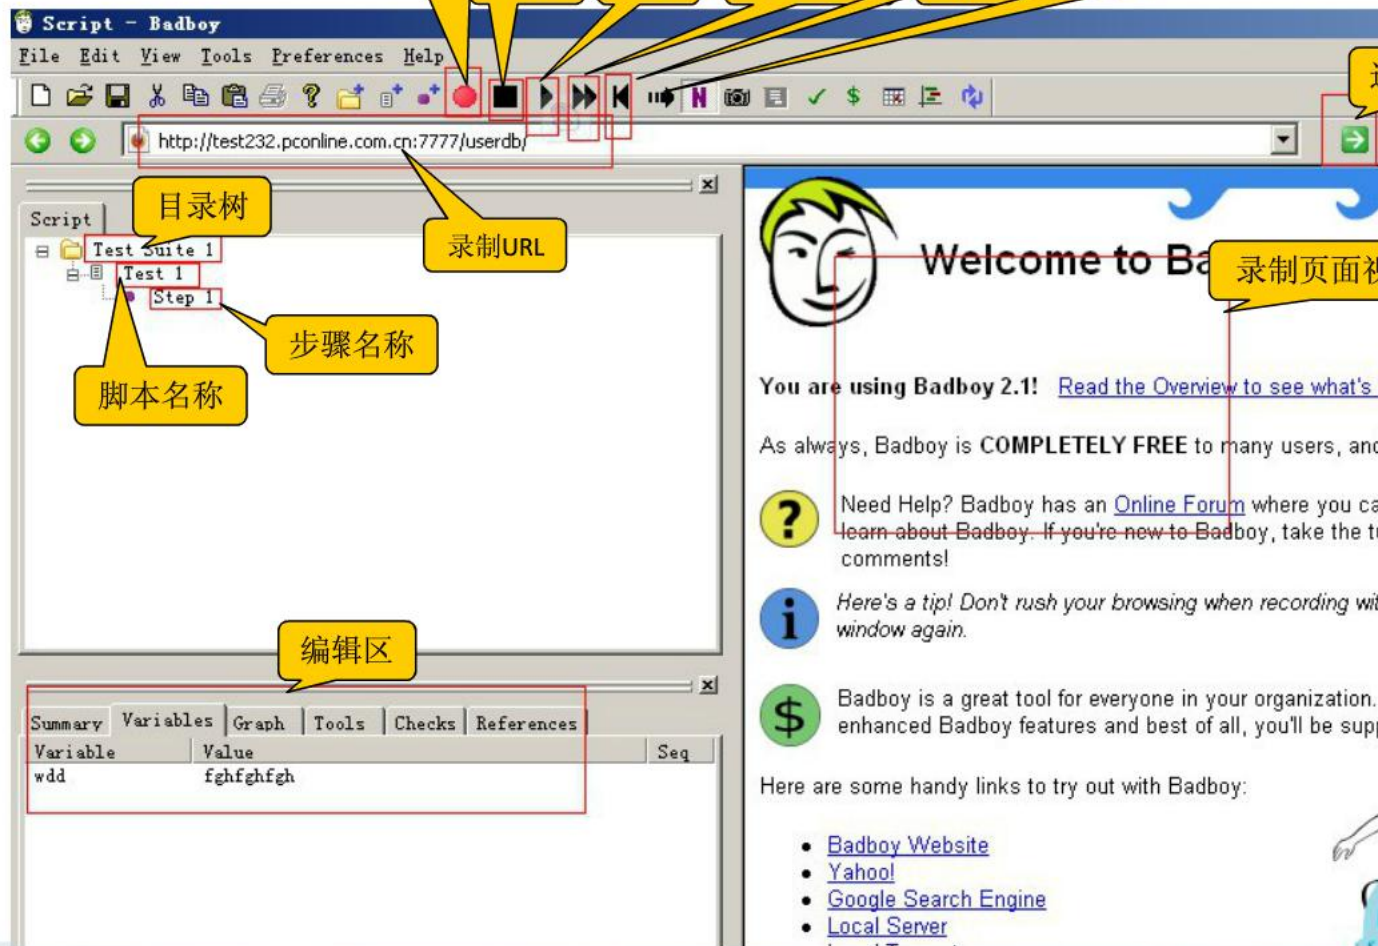 Script - Badboy
File Edit View Tools Preferences Help
http://test232.pconline.com.cn:7777/userdb/
目录树
录制URL
Script
Test Suite 1
Test 1
Step 1
步骤名称
脚本名称
Welcome to Ba
录制页面
You are using Badboy 2.1! Read the Overview to see what's
As always, Badboy is COMPLETELY FREE to many users, and
Need Help? Badboy has an Online Forum where you ca
learn about Badboy. If you're new to Badboy, take the t
comments!
Here's a tip! Don't rush your browsing when recording wit
window again.
Badboy is a great tool for everyone in your organization.
enhanced Badboy features and best of all, you'll be sup
Here are some handy links to try out with Badboy:
Badboy Website
Yahoo!
Google Search Engine
Local Server
编辑区
Summary Variables Graph Tools Checks References
Variable Value Seq
wdd fghfghfgh